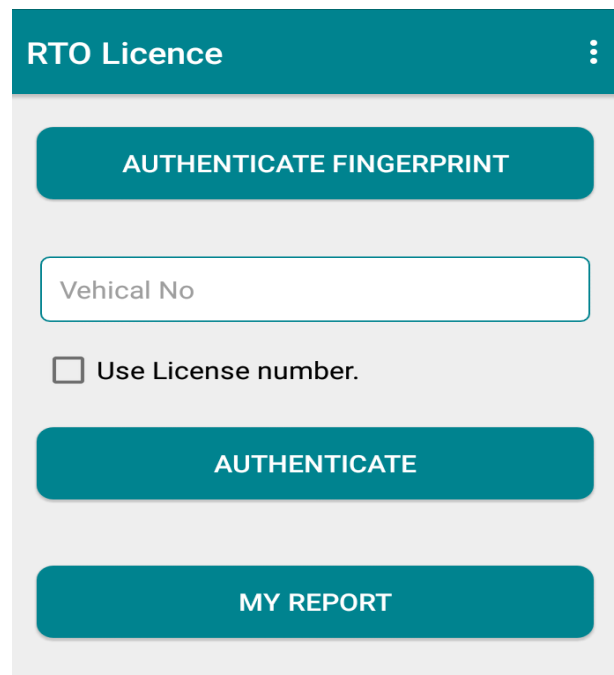 RTO Licence
AUTHENTICATE FINGERPRINT
Vehical No
Use License number.
AUTHENTICATE
MY REPORT